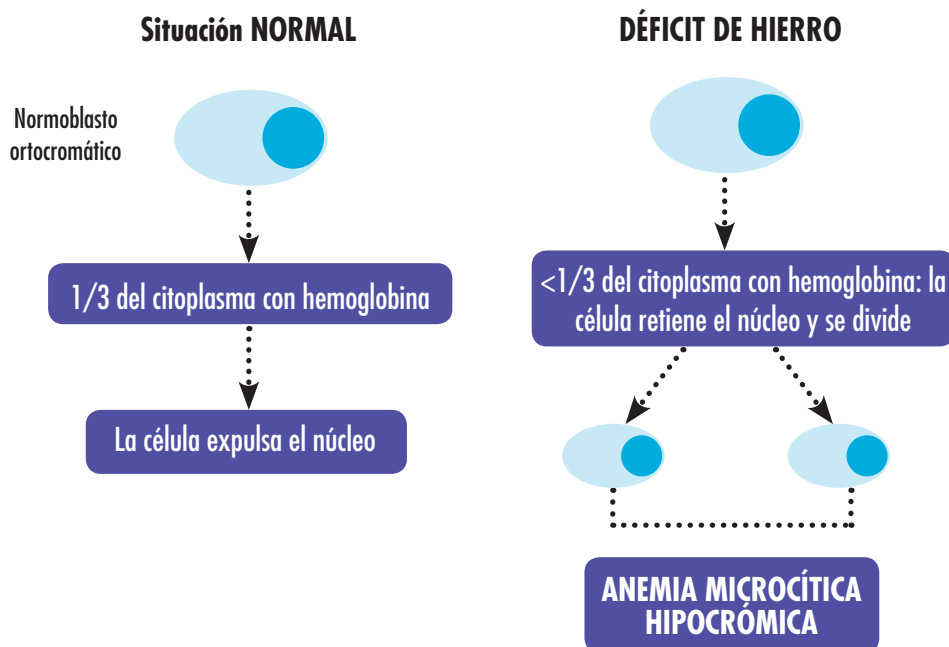 Situación NORMAL
Normoblasto
ortocromático
1/3 del citoplasma con hemoglobina
La célula expulsa el núcleo
DÉFICIT DE HIERRO
<1/3 del citoplasma con hemoglobina: la
célula retiene el núcleo y se divide
ANEMIA MICROCÍTICA
HIPOCRÓMICA